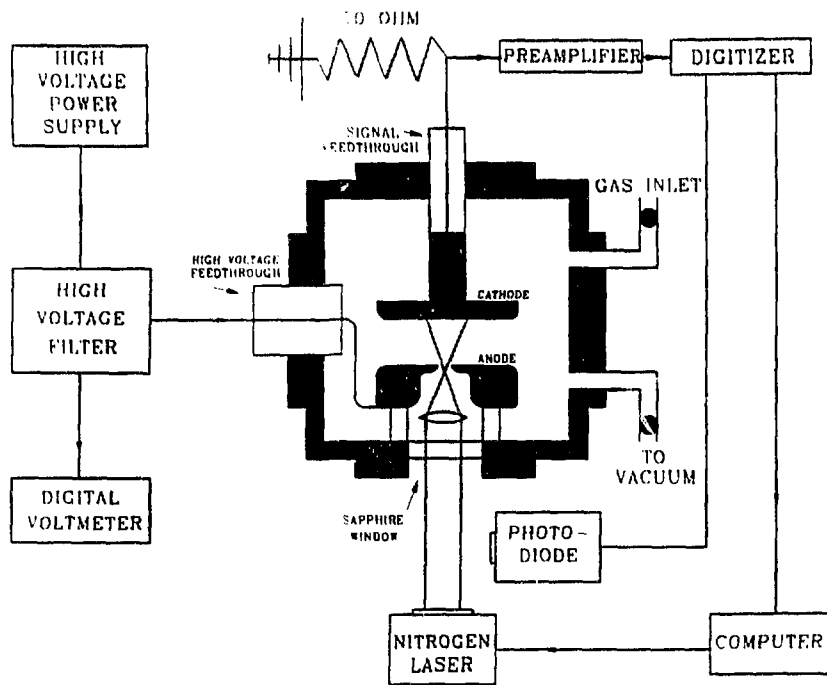 OHM
HIGH
VOLTAGE
POWER
SUPPLY
PREAMPLIFIER
DIGITIZER
SIGNAL
FEEDTHROUGH
GAS INLET
HIGH VOLTAGE
FEEDTHROUGH
HIGH
VOLTAGE
FILTER
CATHODE
ANODE
TO
VACUUM
DIGITAL
VOLTMETER
SAPPHIRE
WINDOW
PHOTO-
DIODE
NITROGEN
LASER
COMPUTER